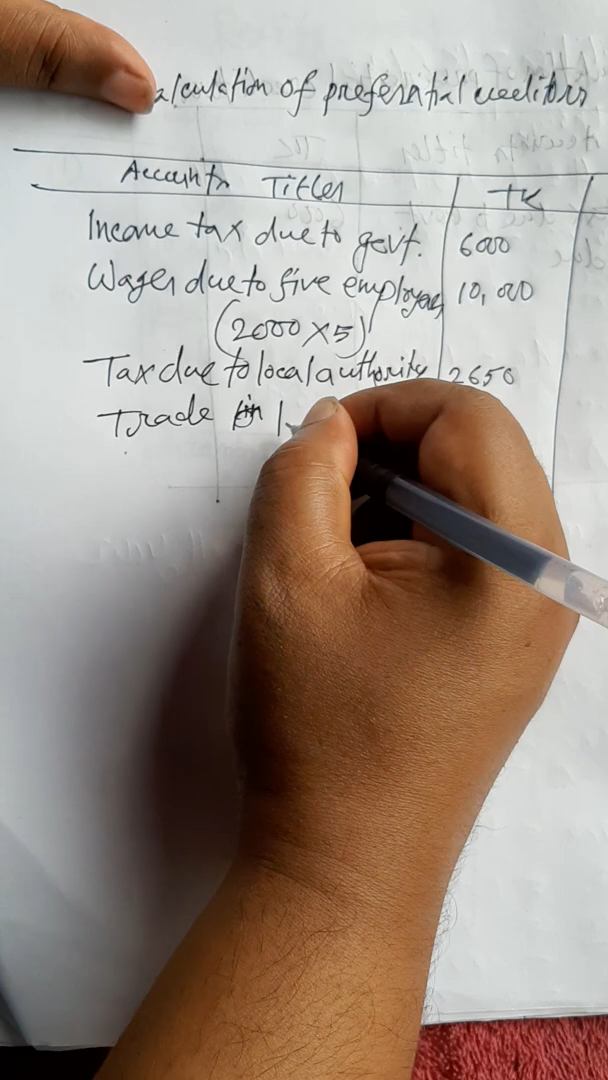 alculation of preferatial creditors
Accounts Titles TK
Income tax due to govt. 6000
Wages due to five employees 10,000
(2000 X 5)
Tax due to local authority 2650
Trade